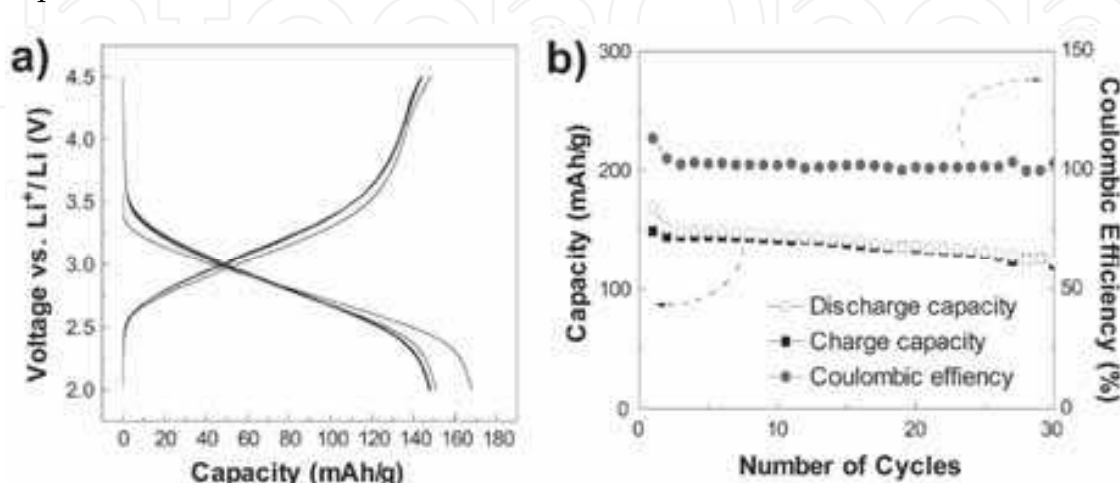 a)
Voltage vs. Li+/Li (V)
4.5
4.0
3.5
3.0
2.5
2.0
0 20 40 60 80 100 120 140 160 180
Capacity (mAh/g)
b)
Capacity (mAh/g)
300
200
100
0
150
100
50
0
Coulombic Efficiency (%)
Discharge capacity
Charge capacity
Coulombic effiency
0 10 20 30
Number of Cycles